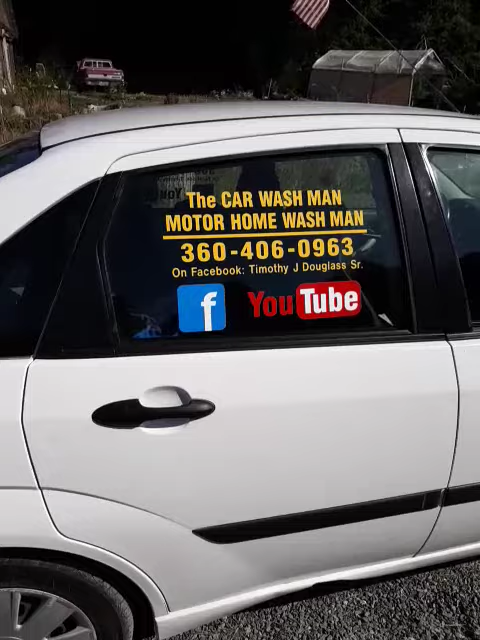 The CAR WASH MAN
MOTOR HOME WASH MAN
360-406-0963
On Facebook: Timothy J Douglass Sr.
f YouTube